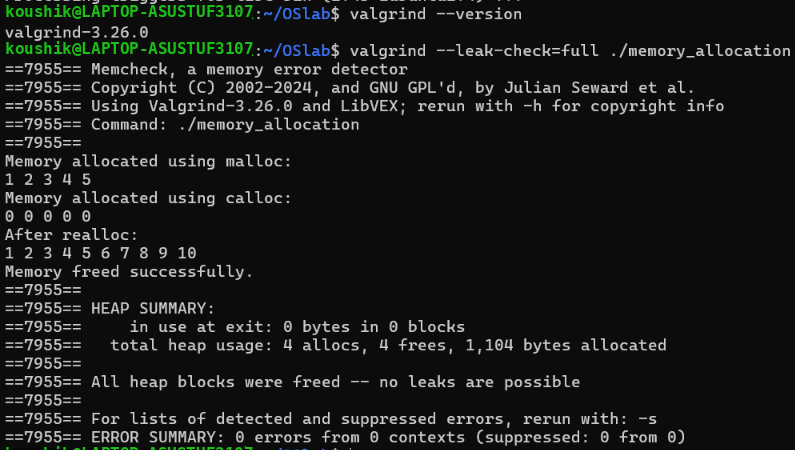 koushik@LAPTOP-ASUSTUF3107:~/OSlab$ valgrind --version
valgrind-3.26.0
koushik@LAPTOP-ASUSTUF3107:~/OSlab$ valgrind --leak-check=full ./memory_allocation
==7955== Memcheck, a memory error detector
==7955== Copyright (C) 2002-2024, and GNU GPL'd, by Julian Seward et al.
==7955== Using Valgrind-3.26.0 and LibVEX; rerun with -h for copyright info
==7955== Command: ./memory_allocation
==7955==
Memory allocated using malloc:
1 2 3 4 5
Memory allocated using calloc:
0 0 0 0 0
After realloc:
1 2 3 4 5 6 7 8 9 10
Memory freed successfully.
==7955==
==7955== HEAP SUMMARY:
==7955==     in use at exit: 0 bytes in 0 blocks
==7955==   total heap usage: 4 allocs, 4 frees, 1,104 bytes allocated
==7955==
==7955== All heap blocks were freed -- no leaks are possible
==7955==
==7955== For lists of detected and suppressed errors, rerun with: -s
==7955== ERROR SUMMARY: 0 errors from 0 contexts (suppressed: 0 from 0)